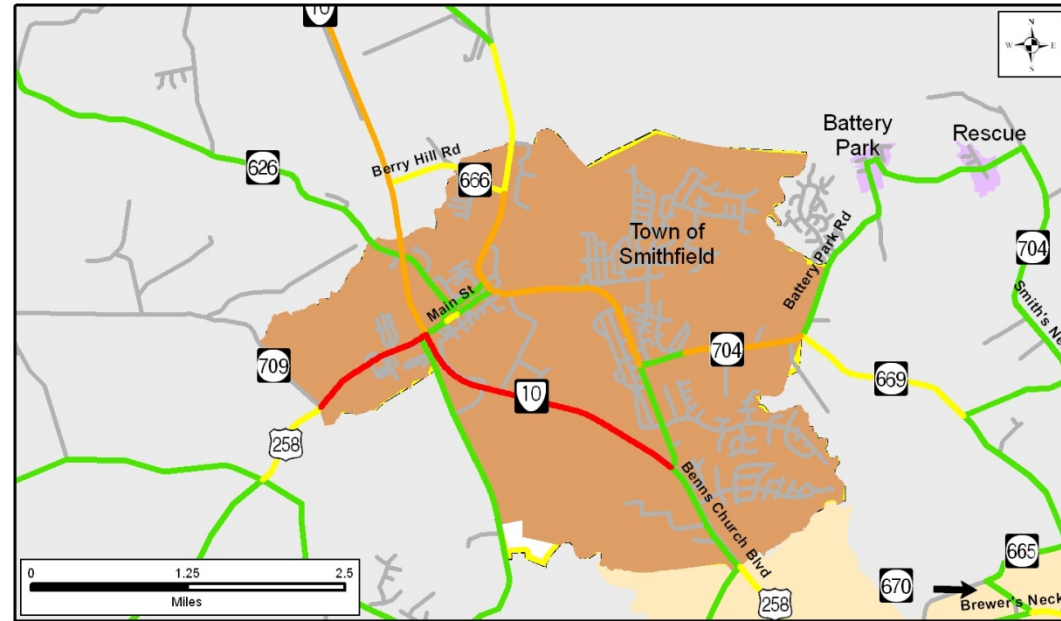 10
N
W E
S
Battery
Park
Rescue
626
Berry Hill Rd
666
Town of
Smithfield
Battery Park Rd
704
Smith's Ne
Main St
709
704
669
10
258
Benns Church Blvd
0 1.25 2.5
Miles
258
670
665
Brewer's Neck